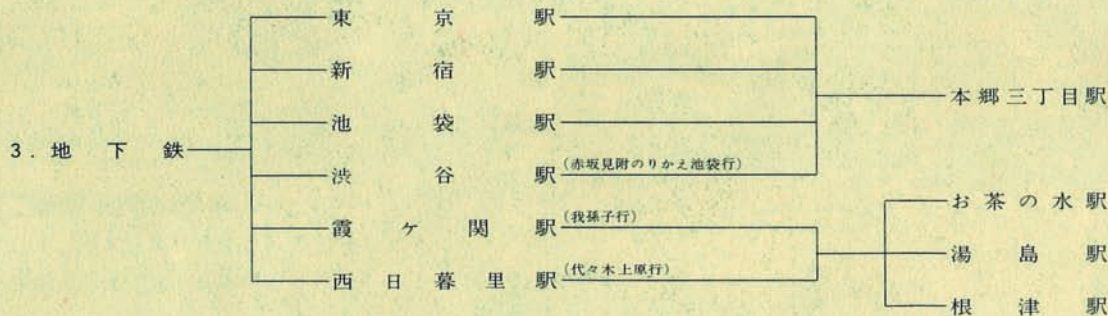 東京駅
新宿駅
本郷三丁目駅
池袋駅
3. 地下鉄
渋谷駅 (赤坂見附のりかえ池袋行)
お茶の水駅
霞ケ関駅 (我孫子行)
湯島駅
西日暮里駅 (代々木上原行)
根津駅